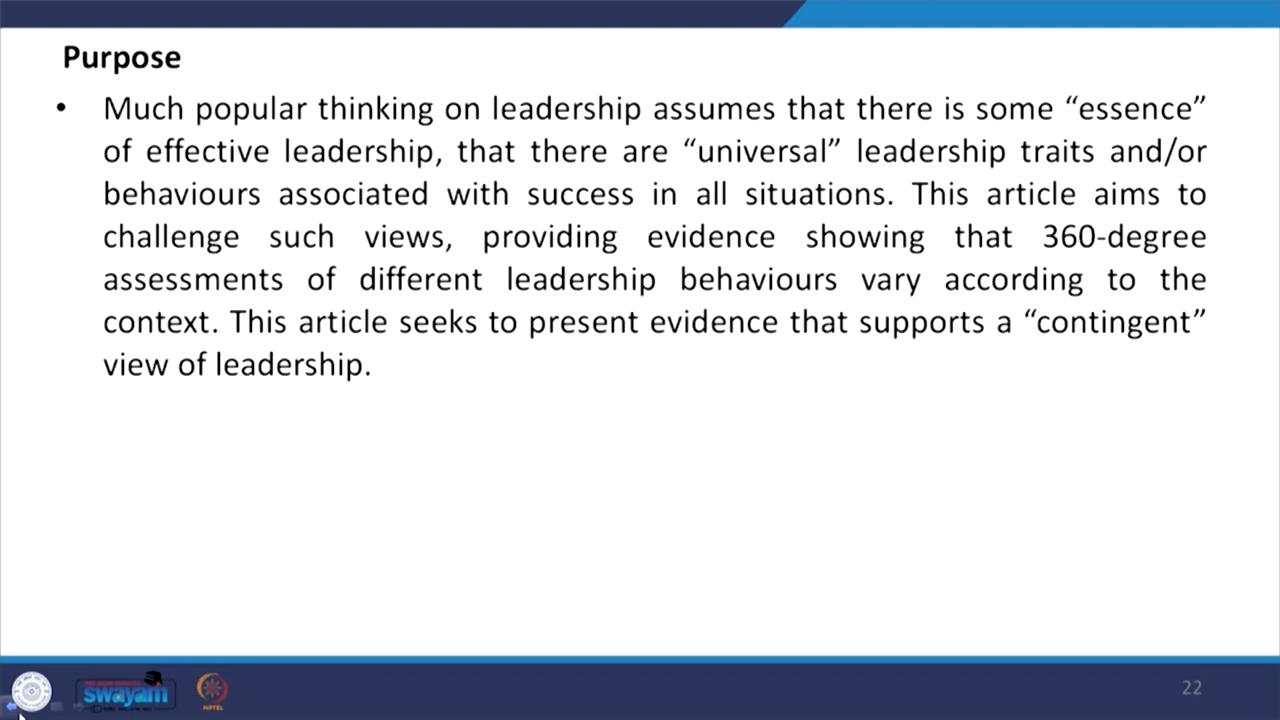 Purpose
• Much popular thinking on leadership assumes that there is some “essence”
of effective leadership, that there are “universal” leadership traits and/or
behaviours associated with success in all situations. This article aims to
challenge such views, providing evidence showing that 360-degree
assessments of different leadership behaviours vary according to the
context. This article seeks to present evidence that supports a “contingent”
view of leadership.
swayam
NPTEL
22